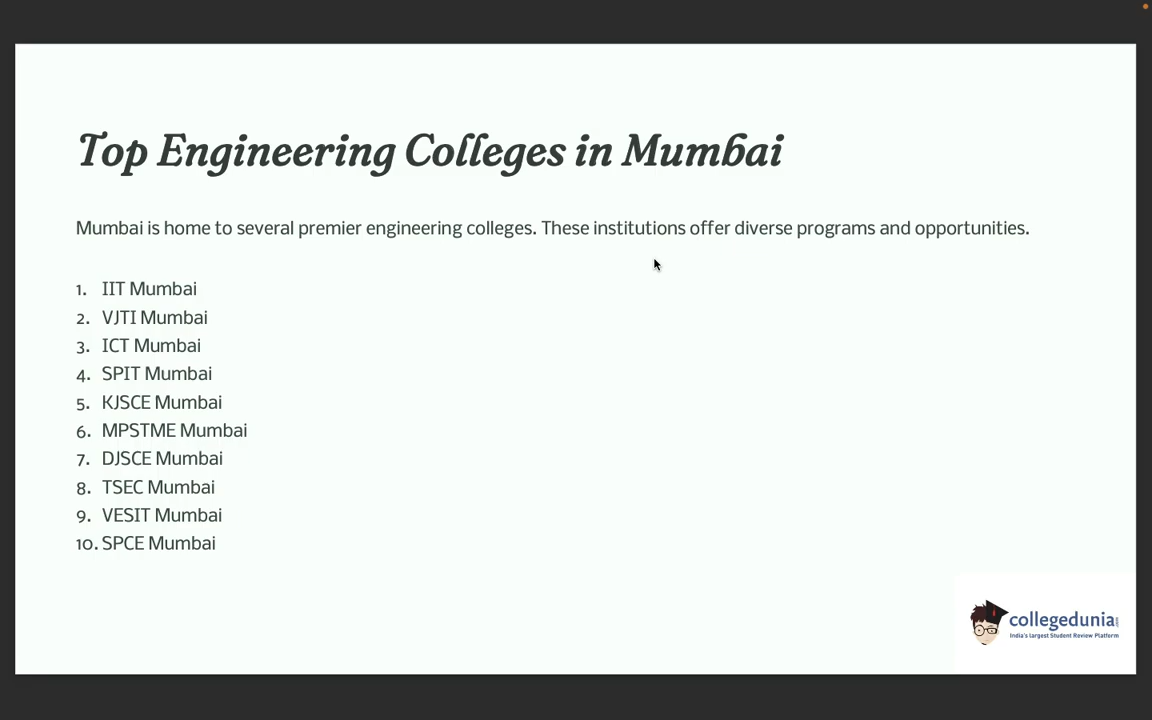 Top Engineering Colleges in Mumbai
Mumbai is home to several premier engineering colleges. These institutions offer diverse programs and opportunities.
1. IIT Mumbai
2. VJTI Mumbai
3. ICT Mumbai
4. SPIT Mumbai
5. KJSCE Mumbai
6. MPSTME Mumbai
7. DJSCE Mumbai
8. TSEC Mumbai
9. VESIT Mumbai
10. SPCE Mumbai
collegedunia
India's largest Student Review Platform